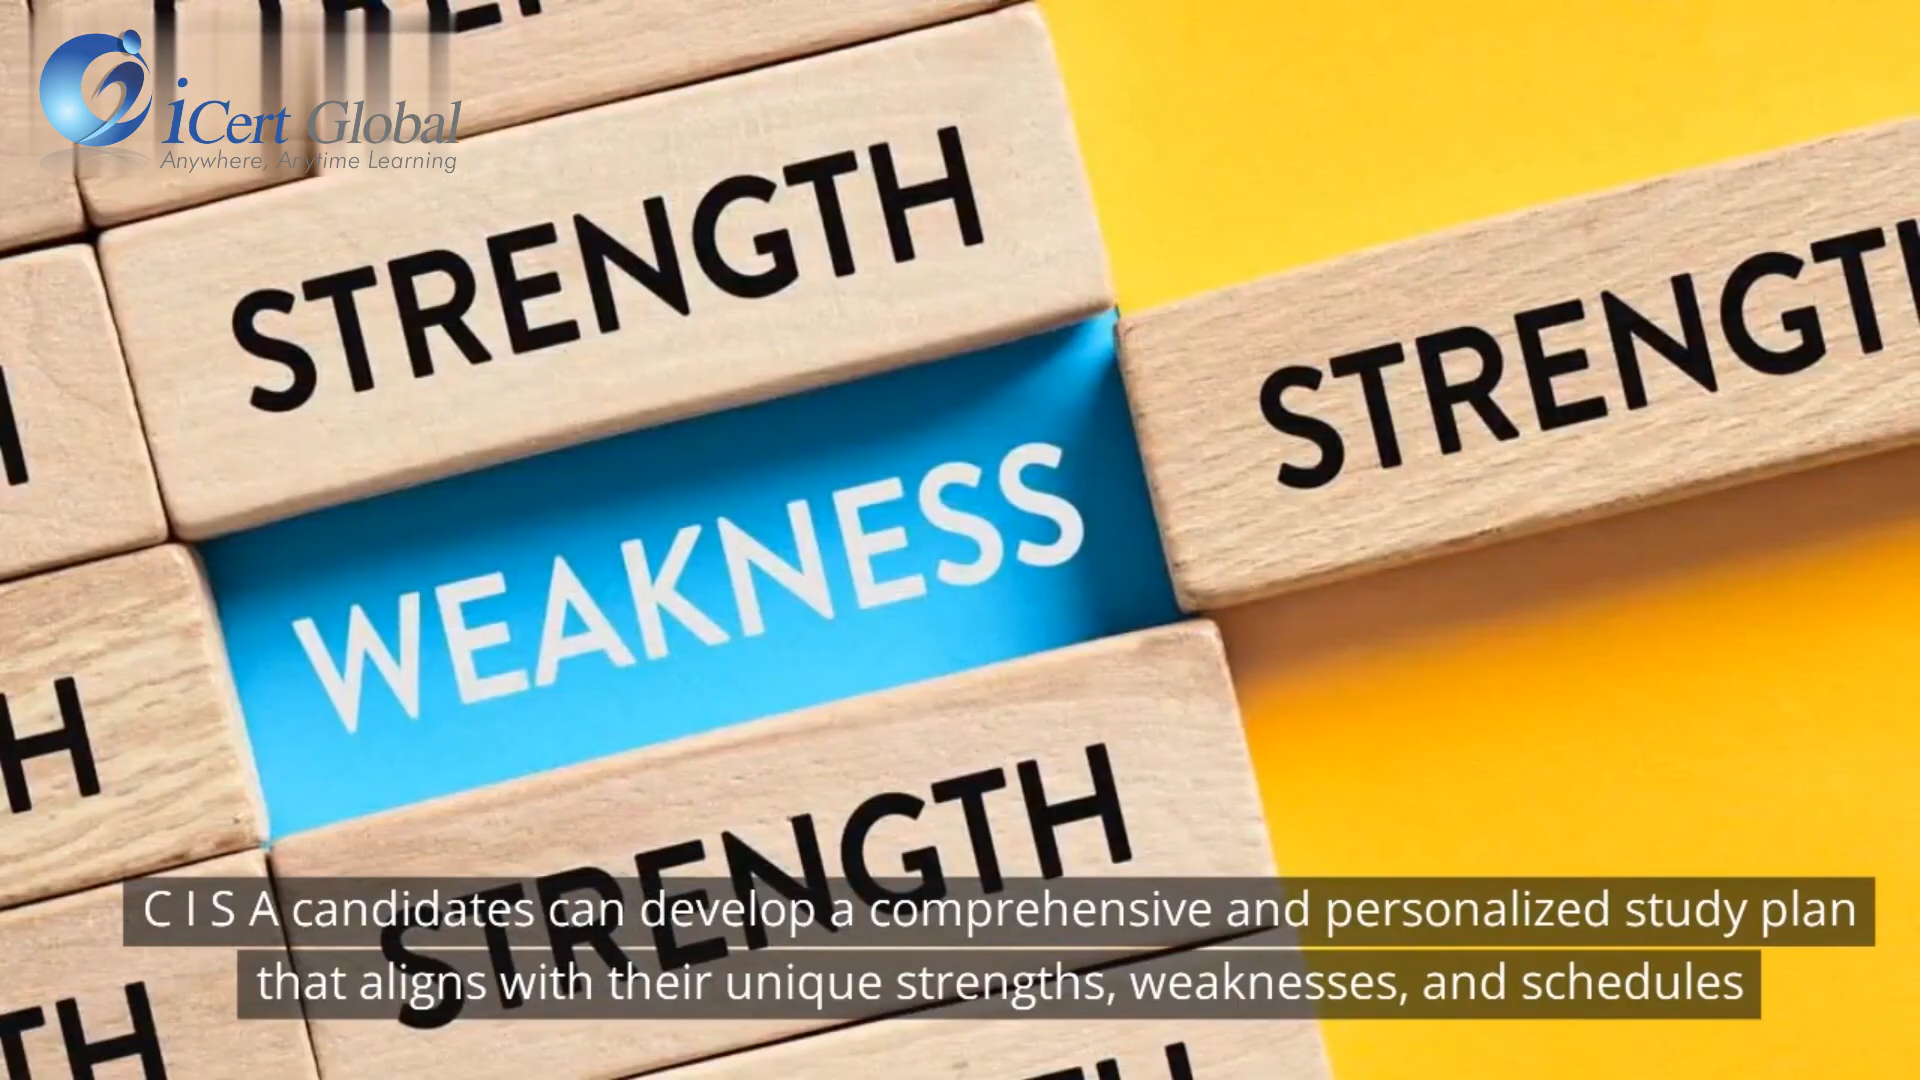 iCert Global
Anywhere, Anytime Learning
STRENGTH
STRENGTH
WEAKNESS
STRENGTH
C I S A candidates can develop a comprehensive and personalized study plan
that aligns with their unique strengths, weaknesses, and schedules